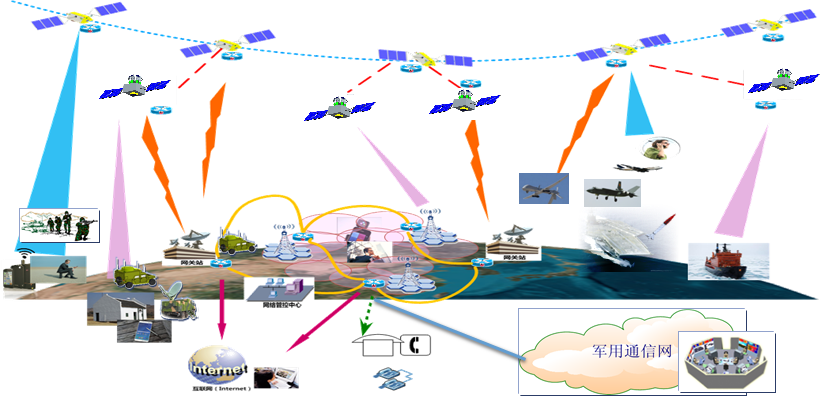 网关站
网关站
网络管控中心
军用通信网
Internet
互联网（Internet）